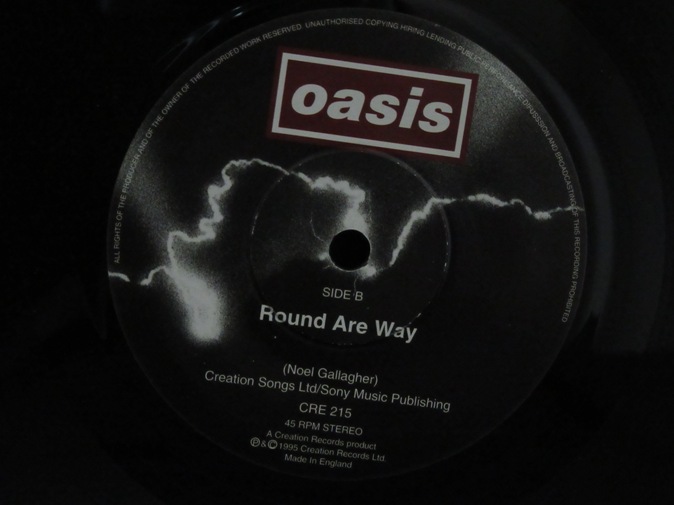 ALL RIGHTS OF THE PRODUCER AND OF THE OWNER OF THE RECORDED WORK RESERVED UNAUTHORISED COPYING HIRING LENDING PUBLIC PERFORMANCE AND BROADCASTING OF THIS RECORDING PROHIBITED
oasis
SIDE B
Round Are Way
(Noel Gallagher)
Creation Songs Ltd/Sony Music Publishing
CRE 215
45 RPM STEREO
A Creation Records product
℗&©1995 Creation Records Ltd.
Made in England